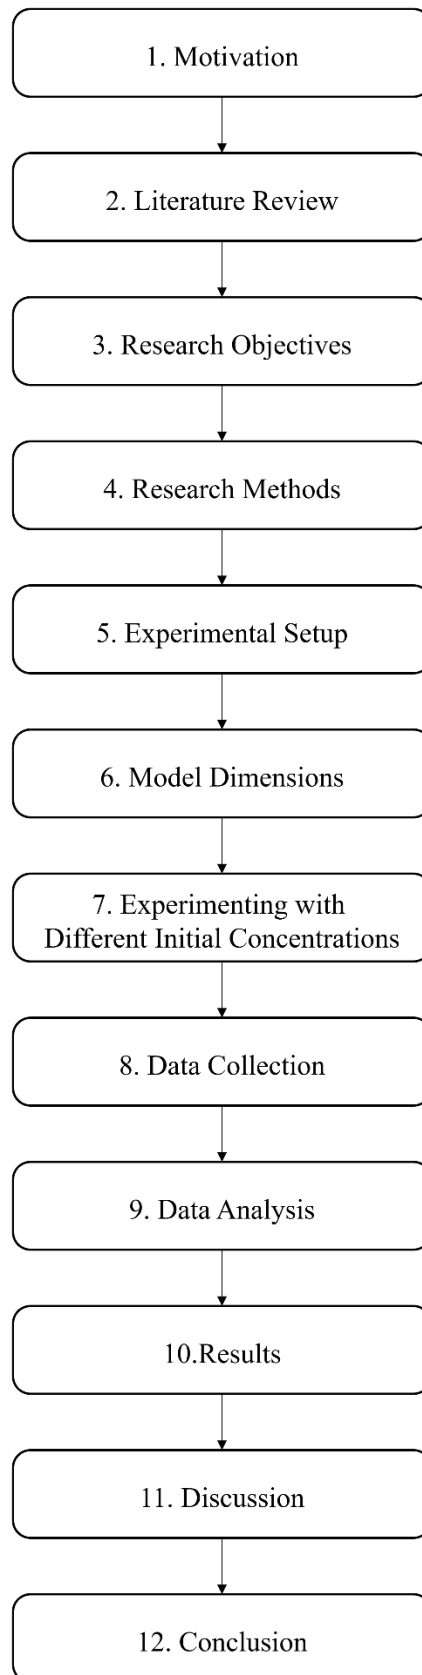 1. Motivation
2. Literature Review
3. Research Objectives
4. Research Methods
5. Experimental Setup
6. Model Dimensions
7. Experimenting with
Different Initial Concentrations
8. Data Collection
9. Data Analysis
10.Results
11. Discussion
12. Conclusion